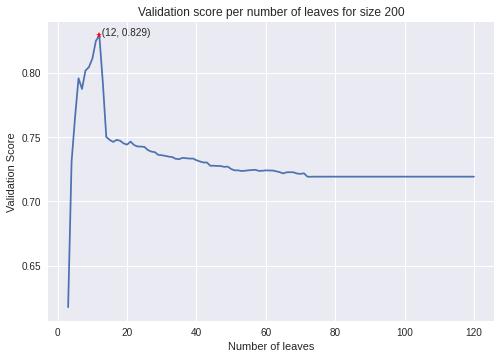 Validation score per number of leaves for size 200
(12, 0.829)
0.80
0.75
0.70
0.65
Validation Score
0 20 40 60 80 100 120
Number of leaves